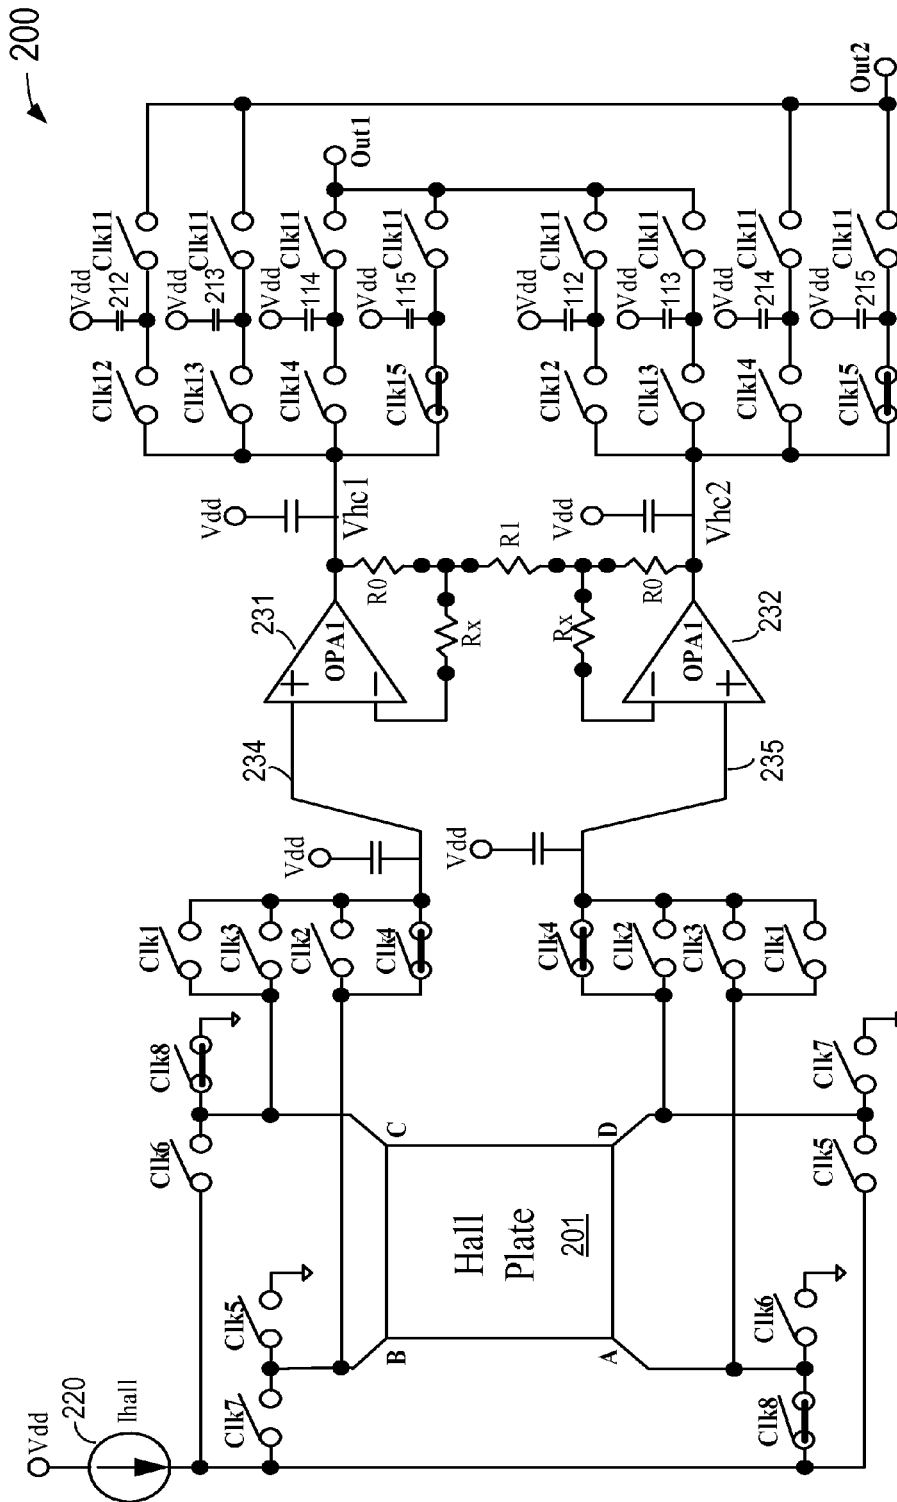 200
Vdd
220
Ihall
Clk6
Clk8
Clk7
Clk5
B
C
Hall
Plate
201
A
D
Clk8
Clk6
Clk5
Clk7
Clk1
Clk3
Clk2
Clk4
Clk4
Clk2
Clk3
Clk1
Vdd
Vdd
234
235
231
OPA1
+
−
Rx
R0
R1
Rx
R0
OPA1
−
+
232
Vdd
Vhc1
Vdd
Vhc2
Clk12
Vdd
212
Clk11
Clk13
Vdd
213
Clk11
Clk14
Vdd
114
Clk11
Clk15
Vdd
115
Clk11
Out1
Clk12
Vdd
112
Clk11
Clk13
Vdd
113
Clk11
Clk14
Vdd
214
Clk11
Clk15
Vdd
215
Clk11
Out2